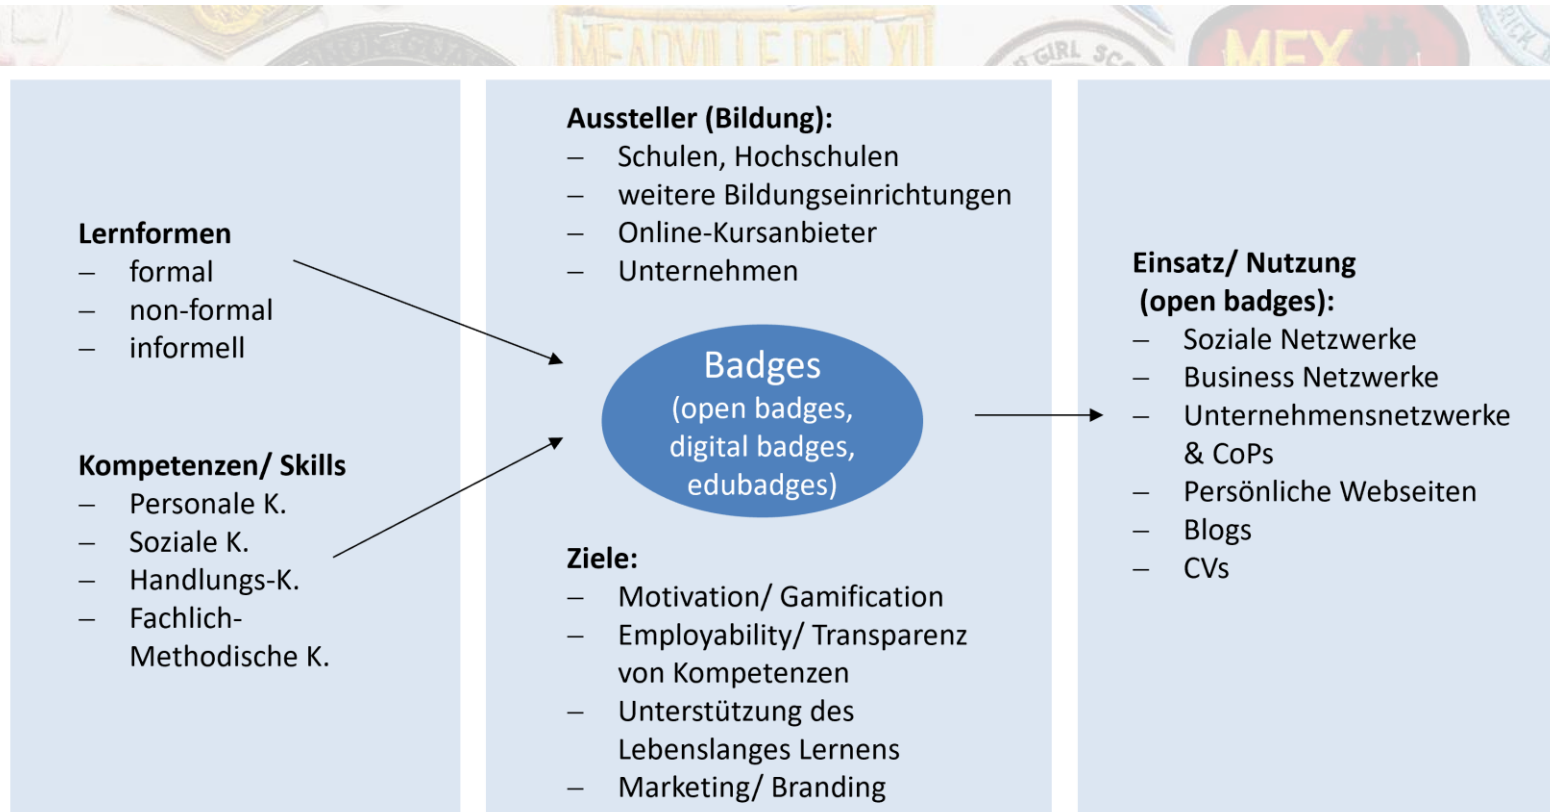 MEADVILLE DEN XII
GIRL SCO
MEX
Lernformen
– formal
– non-formal
– informell
Kompetenzen/ Skills
– Personale K.
– Soziale K.
– Handlungs-K.
– Fachlich-
Methodische K.
Aussteller (Bildung):
– Schulen, Hochschulen
– weitere Bildungseinrichtungen
– Online-Kursanbieter
– Unternehmen
Badges
(open badges,
digital badges,
edubadges)
Ziele:
– Motivation/ Gamification
– Employability/ Transparenz
von Kompetenzen
– Unterstützung des
Lebenslanges Lernens
– Marketing/ Branding
Einsatz/ Nutzung
(open badges):
– Soziale Netzwerke
– Business Netzwerke
– Unternehmensnetzwerke
& CoPs
– Persönliche Webseiten
– Blogs
– CVs